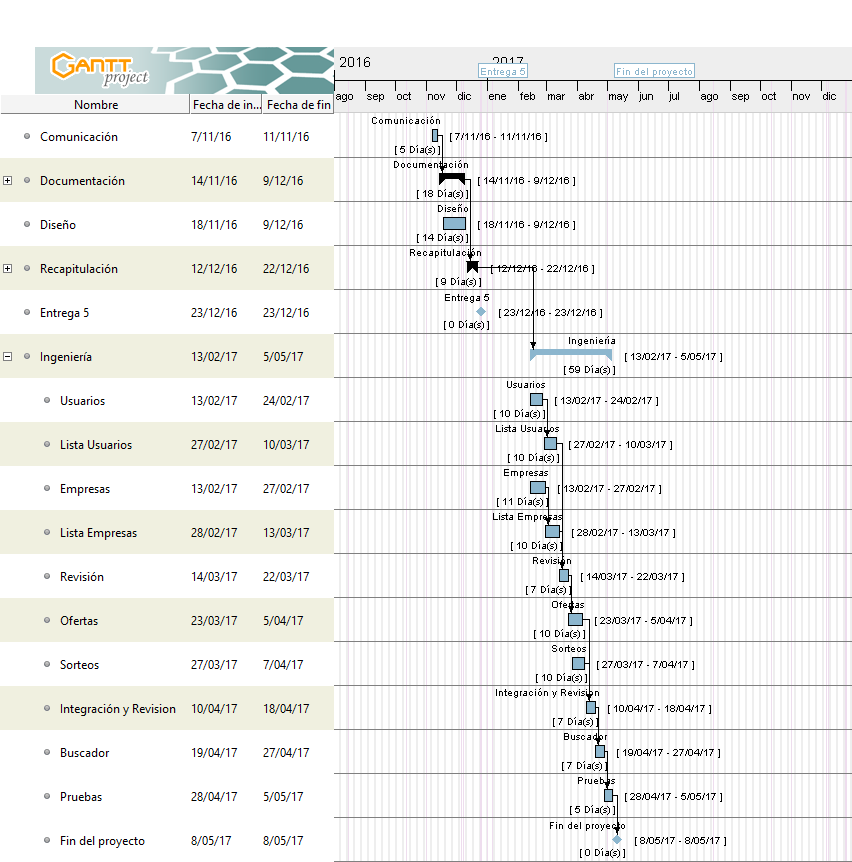 2016
2017
Entrega 5
Fin del proyecto
GANTT
project
Nombre
Fecha de in...
Fecha de fin
ago sep oct nov dic ene feb mar abr may jun jul ago sep oct nov dic
Comunicación
Comunicación 7/11/16 11/11/16 [ 7/11/16 - 11/11/16 ]
[ 5 Día(s) ]
Documentación
Documentación 14/11/16 9/12/16 [ 14/11/16 - 9/12/16 ]
[ 18 Día(s) ]
Diseño
Diseño 18/11/16 9/12/16 [ 18/11/16 - 9/12/16 ]
[ 14 Día(s) ]
Recapitulación
Recapitulación 12/12/16 22/12/16 [ 12/12/16 - 22/12/16 ]
[ 9 Día(s) ]
Entrega 5
Entrega 5 23/12/16 23/12/16 [ 23/12/16 - 23/12/16 ]
[ 0 Día(s) ]
Ingeniería
Ingeniería 13/02/17 5/05/17 [ 13/02/17 - 5/05/17 ]
[ 59 Día(s) ]
Usuarios
Usuarios 13/02/17 24/02/17 [ 13/02/17 - 24/02/17 ]
[ 10 Día(s) ]
Lista Usuarios
Lista Usuarios 27/02/17 10/03/17 [ 27/02/17 - 10/03/17 ]
[ 10 Día(s) ]
Empresas
Empresas 13/02/17 27/02/17 [ 13/02/17 - 27/02/17 ]
[ 11 Día(s) ]
Lista Empresas
Lista Empresas 28/02/17 13/03/17 [ 28/02/17 - 13/03/17 ]
[ 10 Día(s) ]
Revisión
Revisión 14/03/17 22/03/17 [ 14/03/17 - 22/03/17 ]
[ 7 Día(s) ]
Ofertas
Ofertas 23/03/17 5/04/17 [ 23/03/17 - 5/04/17 ]
[ 10 Día(s) ]
Sorteos
Sorteos 27/03/17 7/04/17 [ 27/03/17 - 7/04/17 ]
[ 10 Día(s) ]
Integración y Revision
Integración y Revision 10/04/17 18/04/17 [ 10/04/17 - 18/04/17 ]
[ 7 Día(s) ]
Buscador
Buscador 19/04/17 27/04/17 [ 19/04/17 - 27/04/17 ]
[ 7 Día(s) ]
Pruebas
Pruebas 28/04/17 5/05/17 [ 28/04/17 - 5/05/17 ]
[ 5 Día(s) ]
Fin del proyecto
Fin del proyecto 8/05/17 8/05/17 [ 8/05/17 - 8/05/17 ]
[ 0 Día(s) ]